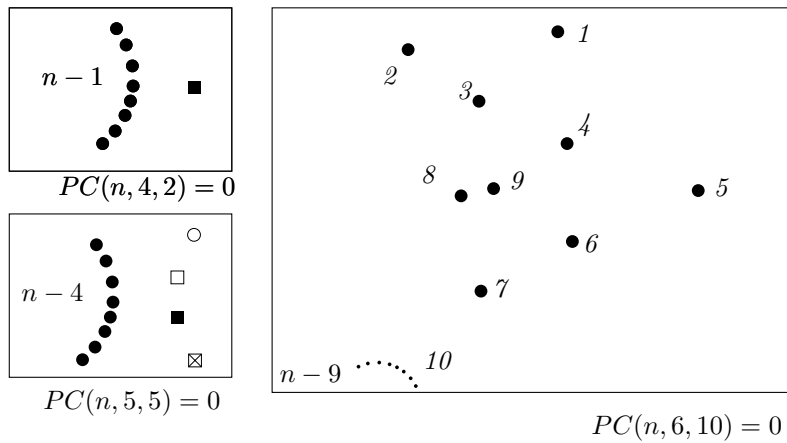 n − 1
PC(n, 4, 2) = 0
n − 4
PC(n, 5, 5) = 0
1
2
3
4
8
9
5
6
7
n − 9
10
PC(n, 6, 10) = 0